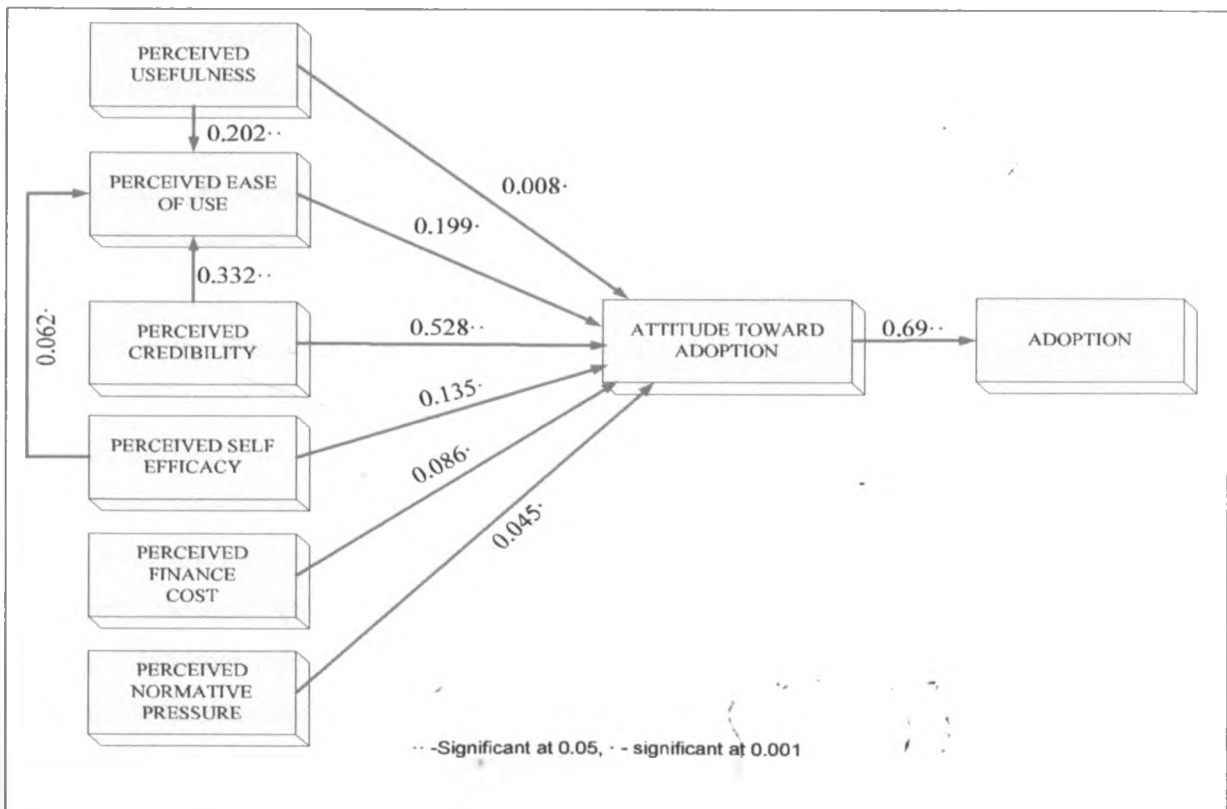 PERCEIVED
USEFULNESS
0.202··
PERCEIVED EASE
OF USE
0.008·
0.199·
0.332··
0.062·
PERCEIVED
CREDIBILITY
0.528··
ATTITUDE TOWARD
ADOPTION
0.69··
ADOPTION
PERCEIVED SELF
EFFICACY
0.135·
0.086·
PERCEIVED
FINANCE
COST
0.045·
PERCEIVED
NORMATIVE
PRESSURE
·· -Significant at 0.05, · - significant at 0.001